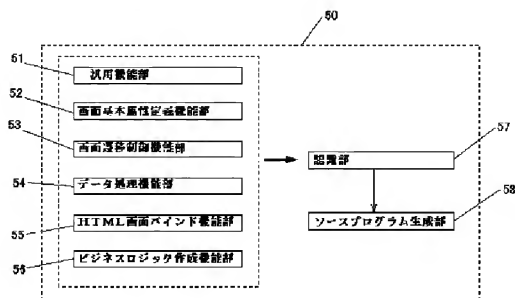 50
51
汎用機能部
52
画面基本属性定義機能部
53
画面遷移制御機能部
54
データ処理機能部
55
HTML画面バインド機能部
56
ビジネスロジック作成機能部
57
認識部
58
ソースプログラム生成部